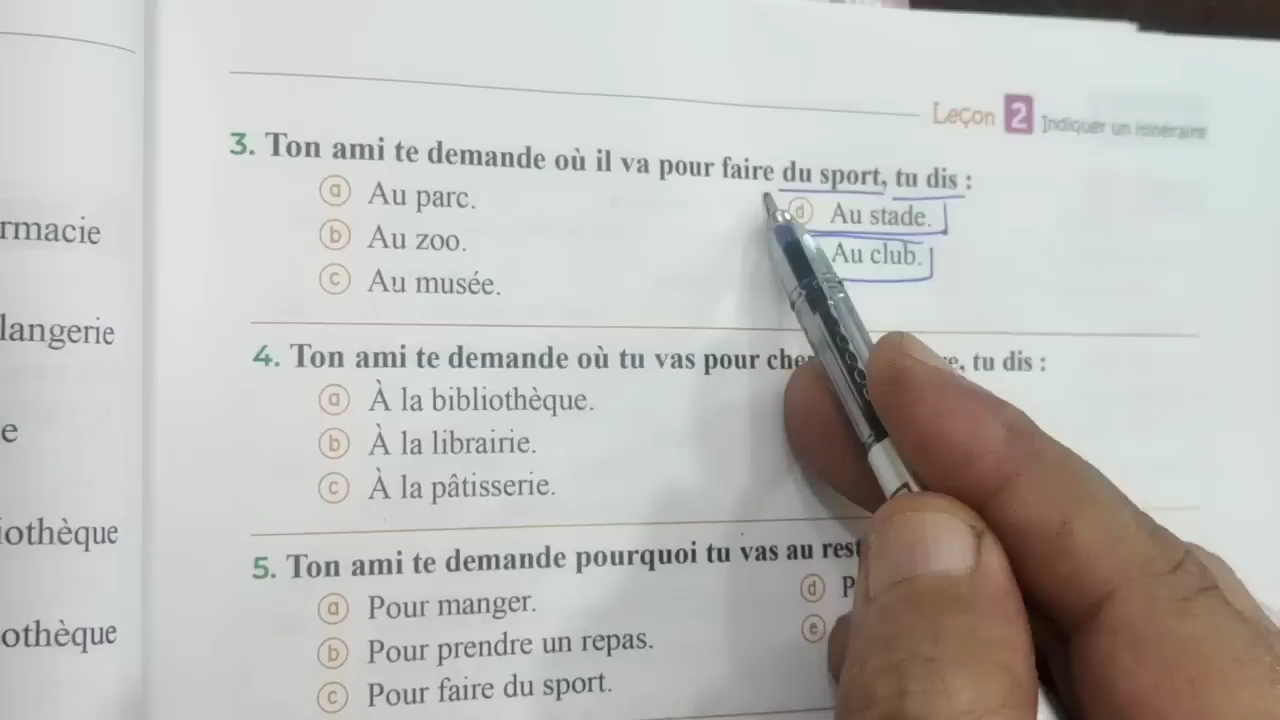 Leçon 2 Indiquer un itinéraire
3. Ton ami te demande où il va pour faire du sport, tu dis :
a Au parc.
d Au stade.
b Au zoo.
Au club.
c Au musée.
rmacie
langerie
e
iothèque
othèque
4. Ton ami te demande où tu vas pour tu dis :
a À la bibliothèque.
b À la librairie.
c À la pâtisserie.
5. Ton ami te demande pourquoi tu vas au
a Pour manger.
d P
b Pour prendre un repas.
e
c Pour faire du sport.